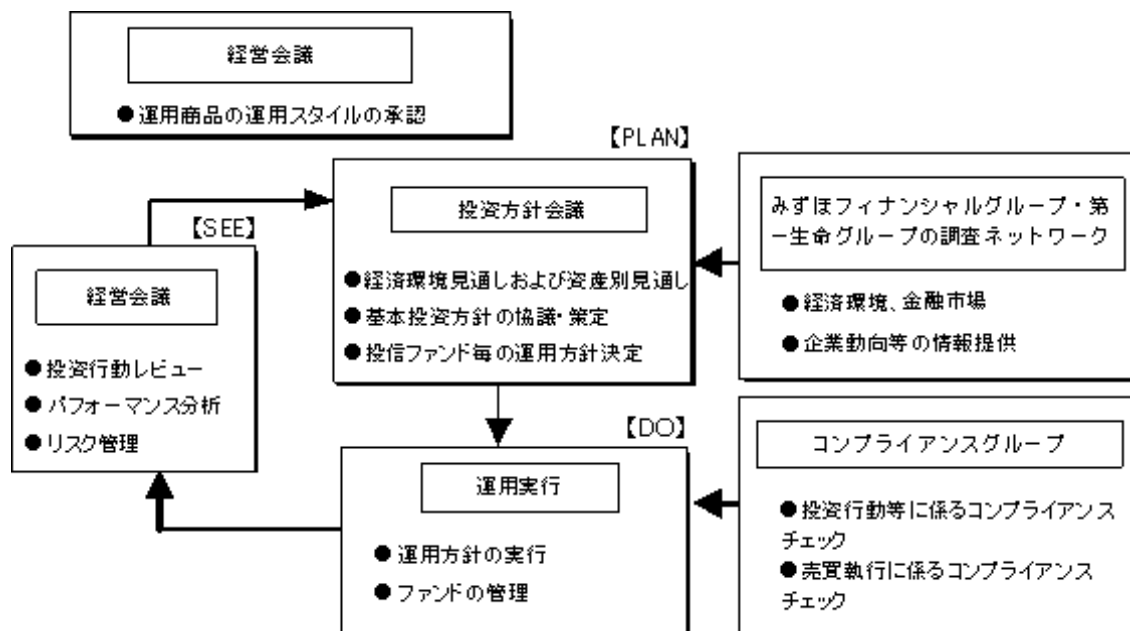 経営会議
●運用商品の運用スタイルの承認
【PLAN】
投資方針会議
●経済環境見通しおよび資産別見通し
●基本投資方針の協議・策定
●投信ファンド毎の運用方針決定
みずほフィナンシャルグループ・第
一生命グループの調査ネットワーク
●経済環境、金融市場
●企業動向等の情報提供
【SEE】
経営会議
●投資行動レビュー
●パフォーマンス分析
●リスク管理
【DO】
運用実行
●運用方針の実行
●ファンドの管理
コンプライアンスグループ
●投資行動等に係るコンプライアンス
チェック
●売買執行に係るコンプライアンス
チェック